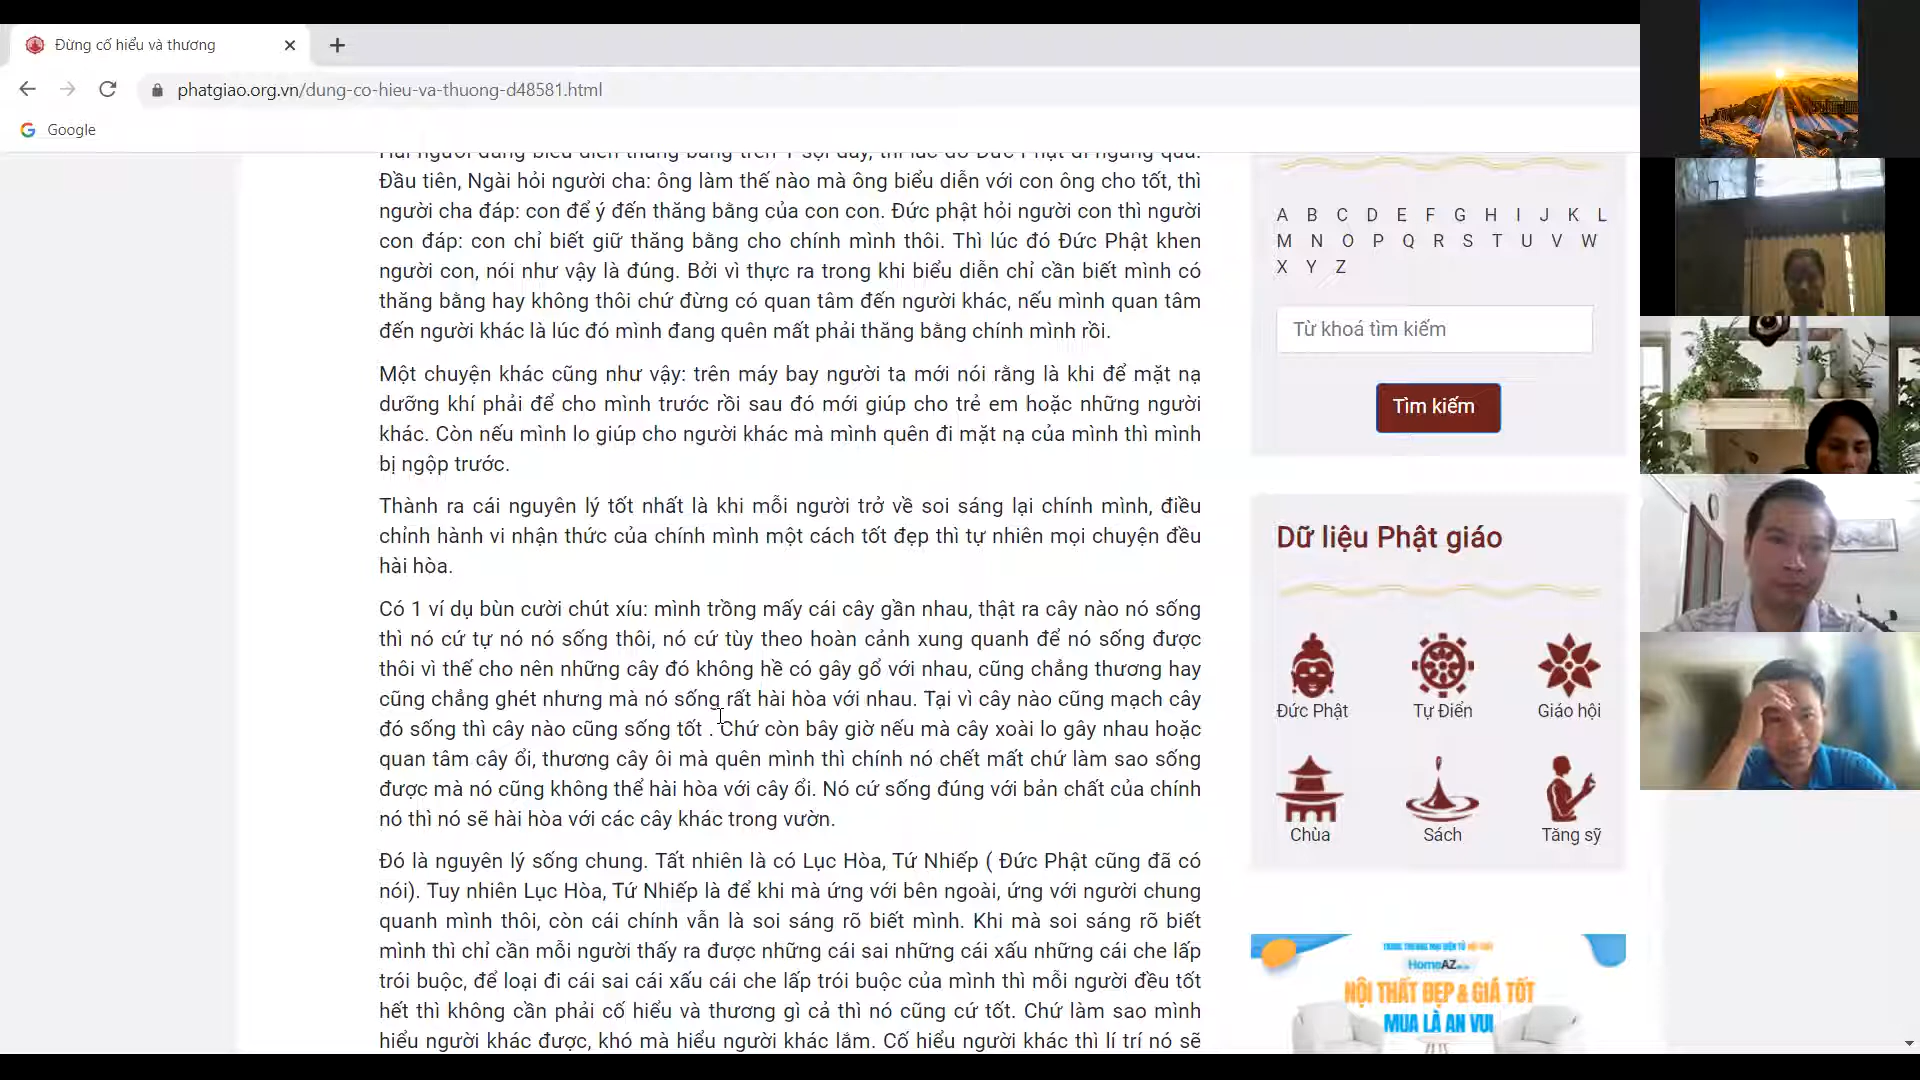 Đừng cố hiểu và thương
phatgiao.org.vn/dung-co-hieu-va-thuong-d48581.html
Google
Hai người đang biểu diễn thăng bằng trên 1 sợi dây, thì lúc đó Đức Phật đi ngang qua.
Đầu tiên, Ngài hỏi người cha: ông làm thế nào mà ông biểu diễn với con ông cho tốt, thì
người cha đáp: con để ý đến thăng bằng của con con. Đức phật hỏi người con thì người
con đáp: con chỉ biết giữ thăng bằng cho chính mình thôi. Thì lúc đó Đức Phật khen
người con, nói như vậy là đúng. Bởi vì thực ra trong khi biểu diễn chỉ cần biết mình có
thăng bằng hay không thôi chứ đừng có quan tâm đến người khác, nếu mình quan tâm
đến người khác là lúc đó mình đang quên mất phải thăng bằng chính mình rồi.
Một chuyện khác cũng như vậy: trên máy bay người ta mới nói rằng là khi để mặt nạ
dưỡng khí phải để cho mình trước rồi sau đó mới giúp cho trẻ em hoặc những người
khác. Còn nếu mình lo giúp cho người khác mà mình quên đi mặt nạ của mình thì mình
bị ngộp trước.
Thành ra cái nguyên lý tốt nhất là khi mỗi người trở về soi sáng lại chính mình, điều
chỉnh hành vi nhận thức của chính mình một cách tốt đẹp thì tự nhiên mọi chuyện đều
hài hòa.
Có 1 ví dụ bùn cười chút xíu: mình trồng mấy cái cây gần nhau, thật ra cây nào nó sống
thì nó cứ tự nó nó sống thôi, nó cứ tùy theo hoàn cảnh xung quanh để nó sống được
thôi vì thế cho nên những cây đó không hề có gây gổ với nhau, cũng chẳng thương hay
cũng chẳng ghét nhưng mà nó sống rất hài hòa với nhau. Tại vì cây nào cũng mạch cây
đó sống thì cây nào cũng sống tốt . Chứ còn bây giờ nếu mà cây xoài lo gây nhau hoặc
quan tâm cây ổi, thương cây ôi mà quên mình thì chính nó chết mất chứ làm sao sống
được mà nó cũng không thể hài hòa với cây ổi. Nó cứ sống đúng với bản chất của chính
nó thì nó sẽ hài hòa với các cây khác trong vườn.
Đó là nguyên lý sống chung. Tất nhiên là có Lục Hòa, Tứ Nhiếp ( Đức Phật cũng đã có
nói). Tuy nhiên Lục Hòa, Tứ Nhiếp là để khi mà ứng với bên ngoài, ứng với người chung
quanh mình thôi, còn cái chính vẫn là soi sáng rõ biết mình. Khi mà soi sáng rõ biết
mình thì chỉ cần mỗi người thấy ra được những cái sai những cái xấu những cái che lấp
trói buộc, để loại đi cái sai cái xấu cái che lấp trói buộc của mình thì mỗi người đều tốt
hết thì không cần phải cố hiểu và thương gì cả thì nó cũng cứ tốt. Chứ làm sao mình
hiểu người khác được, khó mà hiểu người khác lắm. Cố hiểu người khác thì lí trí nó sẽ
A B C D E F G H I J K L
M N O P Q R S T U V W
X Y Z
Từ khoá tìm kiếm
Tìm kiếm
Dữ liệu Phật giáo
Đức Phật
Tự Điển
Giáo hội
Chùa
Sách
Tăng sỹ
HomeAZ
NỘI THẤT ĐẸP & GIÁ TỐT
MUA LÀ AN VUI